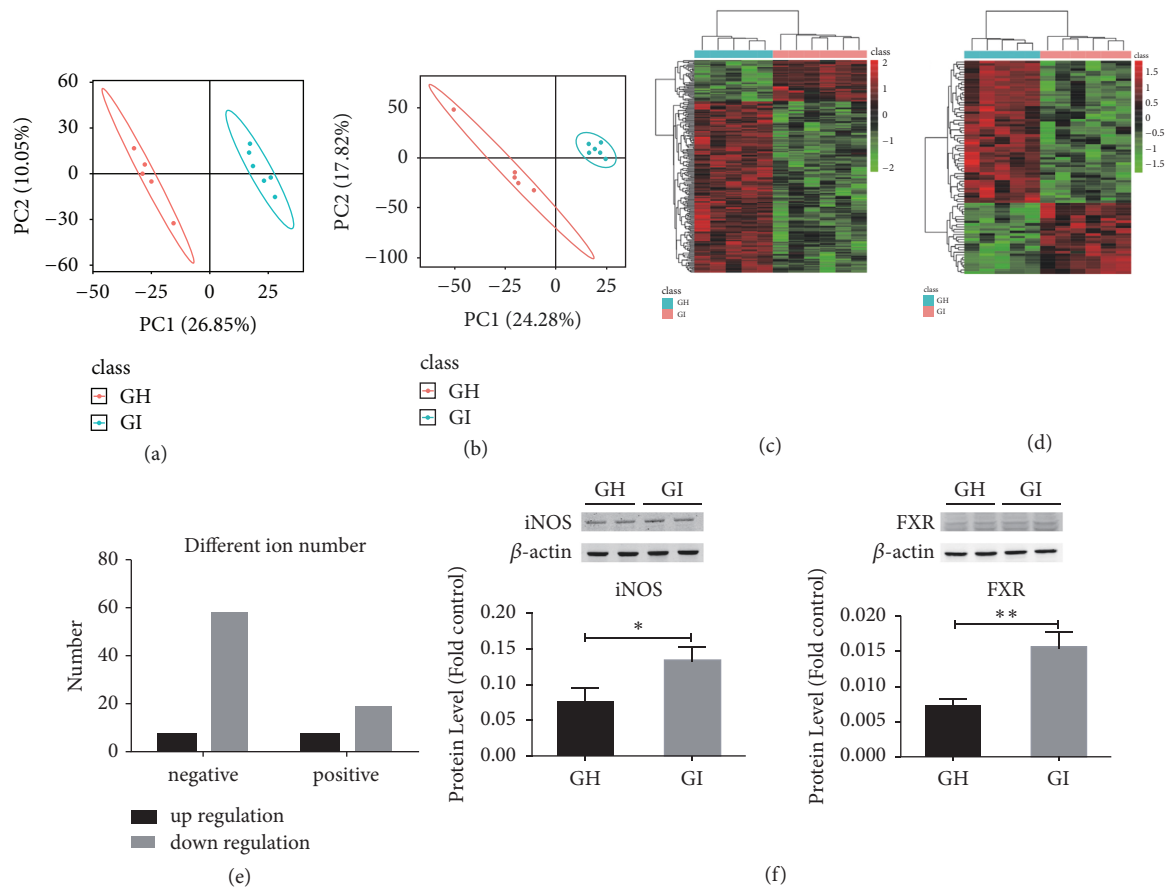 60
30
0
−30
−60
PC2 (10.05%)
−50
−25
0
25
PC1 (26.85%)
class
GH
GI
(a)
50
0
−50
−100
PC2 (17.82%)
−50
−25
0
25
PC1 (24.28%)
class
GH
GI
(b)
class
2
1
0
−1
−2
class
GH
GI
(c)
class
1.5
1
0.5
0
−0.5
−1
−1.5
class
GH
GI
(d)
Different ion number
80
60
40
20
0
Number
negative
positive
up regulation
down regulation
(e)
GH
GI
iNOS
β-actin
iNOS
0.20
0.15
0.10
0.05
0.00
Protein Level (Fold control)
*
GH
GI
GH
GI
FXR
β-actin
FXR
0.020
0.015
0.010
0.005
0.000
Protein Level (Fold control)
**
GH
GI
(f)